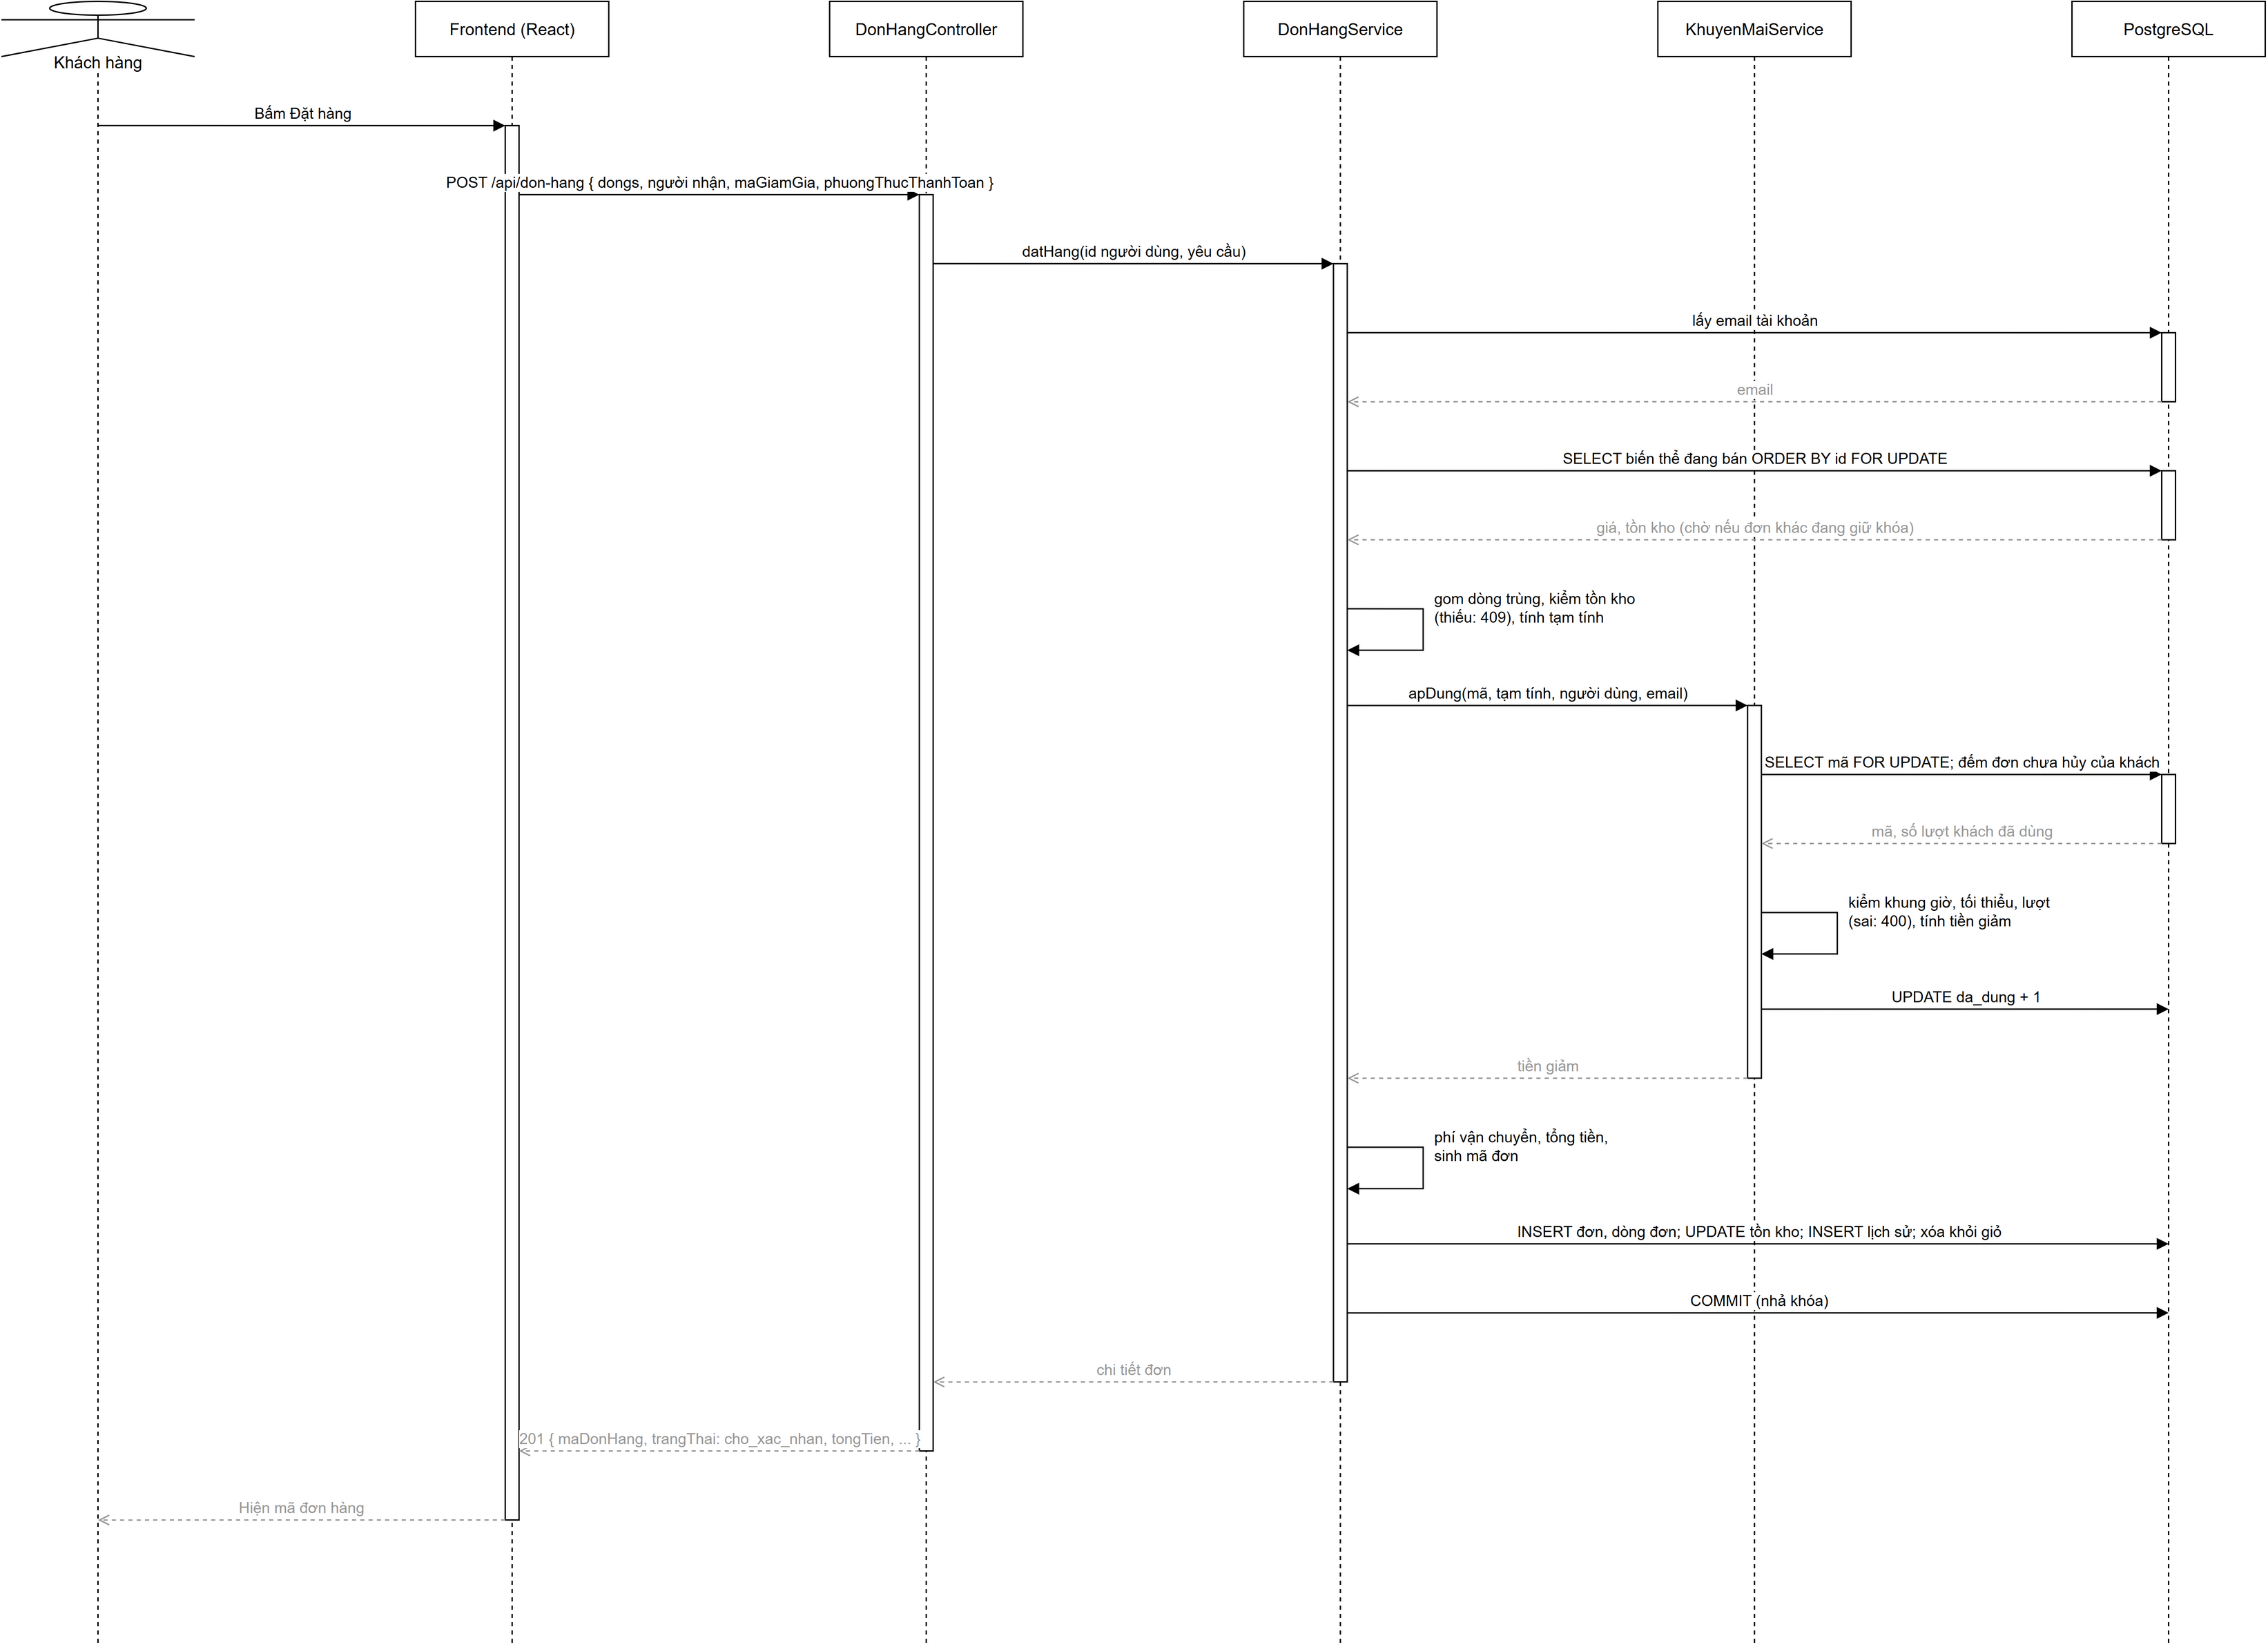 Khách hàng
Frontend (React)
DonHangController
DonHangService
KhuyenMaiService
PostgreSQL
Bấm Đặt hàng
POST /api/don-hang { dongs, người nhận, maGiamGia, phuongThucThanhToan }
datHang(id người dùng, yêu cầu)
lấy email tài khoản
email
SELECT biến thể đang bán ORDER BY id FOR UPDATE
giá, tồn kho (chờ nếu đơn khác đang giữ khóa)
gom dòng trùng, kiểm tồn kho
(thiếu: 409), tính tạm tính
apDung(mã, tạm tính, người dùng, email)
SELECT mã FOR UPDATE; đếm đơn chưa hủy của khách
mã, số lượt khách đã dùng
kiểm khung giờ, tối thiểu, lượt
(sai: 400), tính tiền giảm
UPDATE da_dung + 1
tiền giảm
phí vận chuyển, tổng tiền,
sinh mã đơn
INSERT đơn, dòng đơn; UPDATE tồn kho; INSERT lịch sử; xóa khỏi giỏ
COMMIT (nhả khóa)
chi tiết đơn
201 { maDonHang, trangThai: cho_xac_nhan, tongTien, ... }
Hiện mã đơn hàng